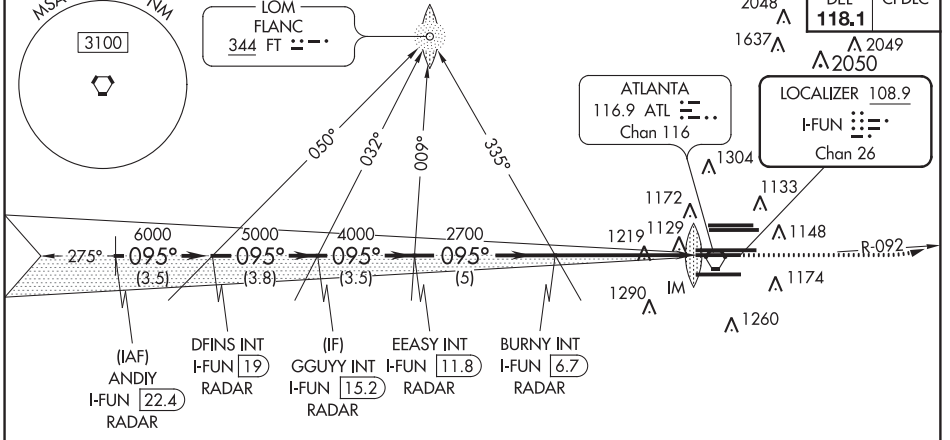 MSA
NM
3100
LOM
FLANC
344 FT
2048
1637
118.1
2049
2050
ATLANTA
116.9 ATL
Chan 116
LOCALIZER 108.9
I-FUN
Chan 26
050°
032°
009°
335°
1304
1133
1172
1129
1219
1148
6000
5000
4000
2700
275°
095°
095°
095°
095°
R-092
(3.5)
(3.8)
(3.5)
(5)
1174
1290
IM
1260
(IAF)
ANDIY
I-FUN 22.4
RADAR
DFINS INT
I-FUN 19
RADAR
(IF)
GGUYY INT
I-FUN 15.2
RADAR
EEASY INT
I-FUN 11.8
RADAR
BURNY INT
I-FUN 6.7
RADAR